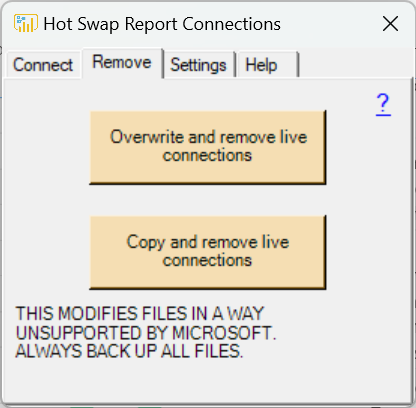 Hot Swap Report Connections
Connect Remove Settings Help
?
Overwrite and remove live
connections
Copy and remove live
connections
THIS MODIFIES FILES IN A WAY
UNSUPPORTED BY MICROSOFT.
ALWAYS BACK UP ALL FILES.